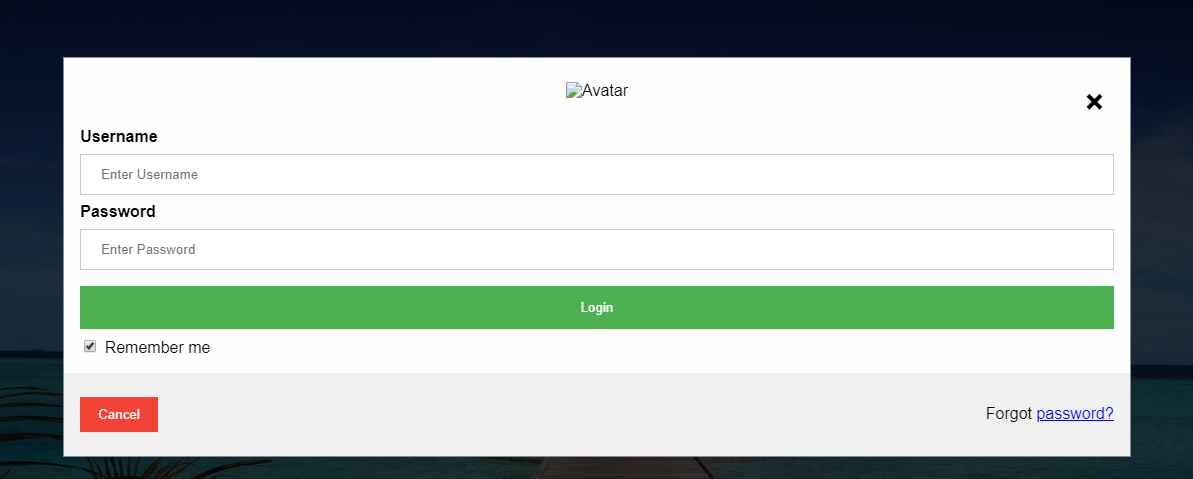 Avatar
×
Username
Enter Username
Password
Enter Password
Login
Remember me
Cancel
Forgot password?